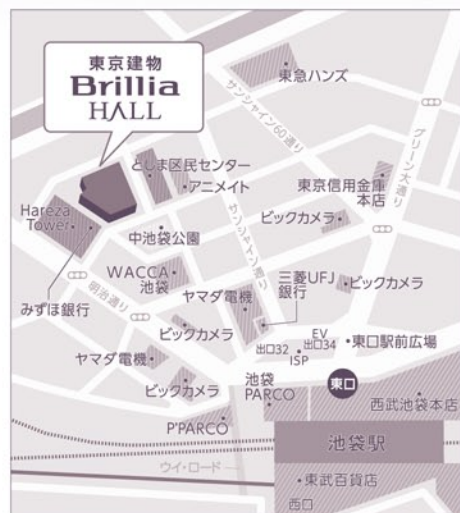 東京建物
Brillia
HALL
東急ハンズ
サンシャイン60通り
グリーン大通り
としま区民センター
アニメイト
東京信用金庫
本店
Hareza
Tower
ビックカメラ
中池袋公園
サンシャイン通り
みずほ銀行
明治通り
WACCA
池袋
三菱UFJ
銀行
ビックカメラ
ヤマダ電機
ビックカメラ
EV
出口32
出口34
ISP
東口駅前広場
ヤマダ電機
ビックカメラ
池袋
PARCO
東口
西武池袋本店
P'PARCO
池袋駅
ウイ・ロード
東武百貨店
西口